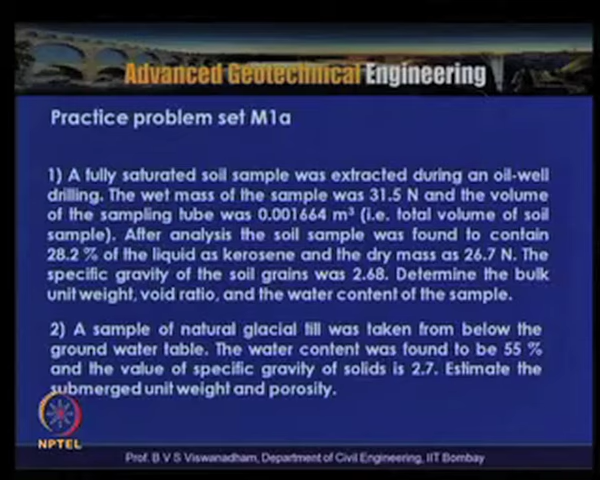 Advanced Geotechnical Engineering
Practice problem set M1a
1) A fully saturated soil sample was extracted during an oil-well
drilling. The wet mass of the sample was 31.5 N and the volume
of the sampling tube was 0.001664 m³ (i.e. total volume of soil
sample). After analysis the soil sample was found to contain
28.2 % of the liquid as kerosene and the dry mass as 26.7 N. The
specific gravity of the soil grains was 2.68. Determine the bulk
unit weight, void ratio, and the water content of the sample.
2) A sample of natural glacial till was taken from below the
ground water table. The water content was found to be 55 %
and the value of specific gravity of solids is 2.7. Estimate the
submerged unit weight and porosity.
NPTEL
Prof. B V S Viswanadham, Department of Civil Engineering, IIT Bombay